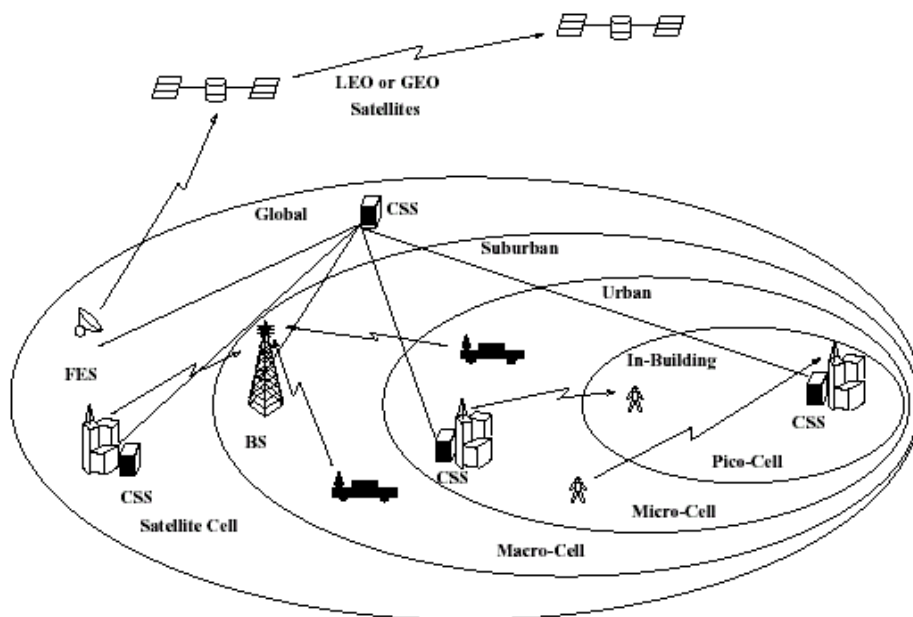 LEO or GEO
Satellites
Global
CSS
Suburban
Urban
In-Building
FES
BS
CSS
CSS
CSS
Pico-Cell
Micro-Cell
Satellite Cell
Macro-Cell